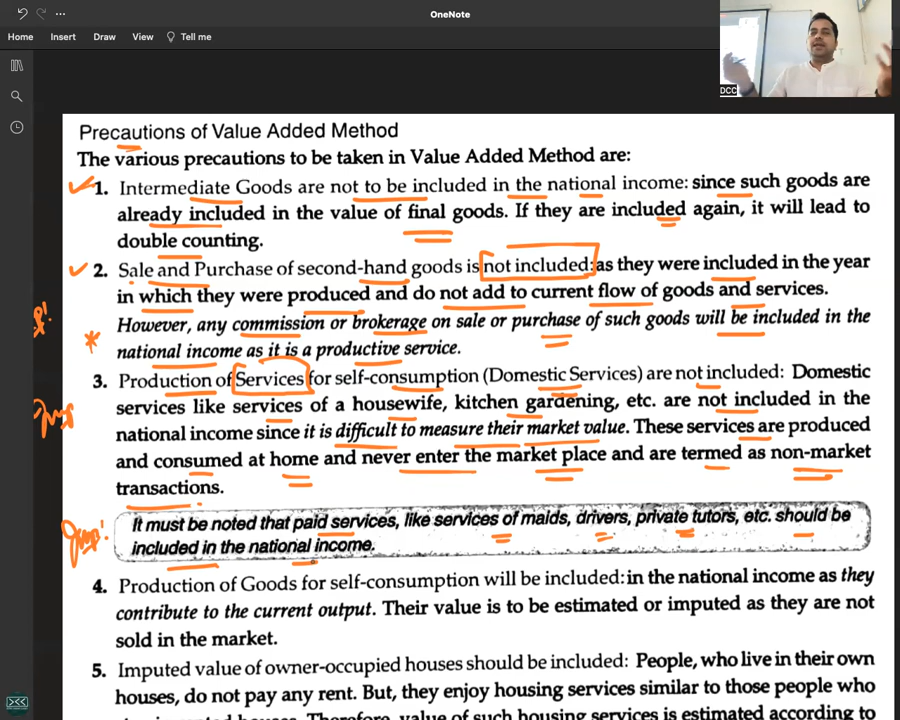 OneNote
Home Insert Draw View Tell me
DCC
Precautions of Value Added Method
The various precautions to be taken in Value Added Method are:
1. Intermediate Goods are not to be included in the national income: since such goods are
already included in the value of final goods. If they are included again, it will lead to
double counting.
2. Sale and Purchase of second-hand goods is not included: as they were included in the year
in which they were produced and do not add to current flow of goods and services.
However, any commission or brokerage on sale or purchase of such goods will be included in the
national income as it is a productive service.
3. Production of Services for self-consumption (Domestic Services) are not included: Domestic
services like services of a housewife, kitchen gardening, etc. are not included in the
national income since it is difficult to measure their market value. These services are produced
and consumed at home and never enter the market place and are termed as non-market
transactions.
It must be noted that paid services, like services of maids, drivers, private tutors, etc. should be
included in the national income.
4. Production of Goods for self-consumption will be included: in the national income as they
contribute to the current output. Their value is to be estimated or imputed as they are not
sold in the market.
5. Imputed value of owner-occupied houses should be included: People, who live in their own
houses, do not pay any rent. But, they enjoy housing services similar to those people who
houses. Therefore, value of such housing services is estimated according to